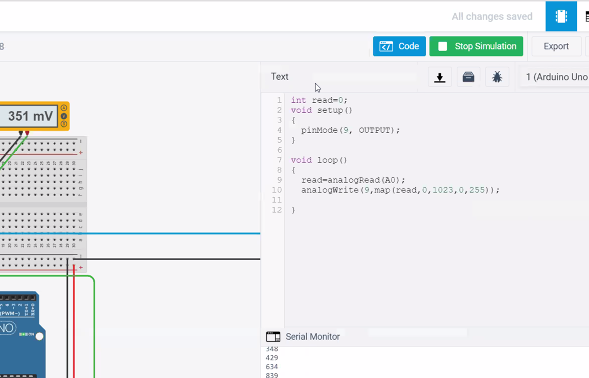 All changes saved
8
Code
Stop Simulation
Export
Text
1 (Arduino Uno
351 mV
1 int read=0;
2 void setup()
3 {
4 pinMode(9, OUTPUT);
5 }
6
7 void loop()
8 {
9 read=analogRead(A0);
10 analogWrite(9,map(read,0,1023,0,255));
11
12 }
(PWM~)
NO
Serial Monitor
348
429
634
839